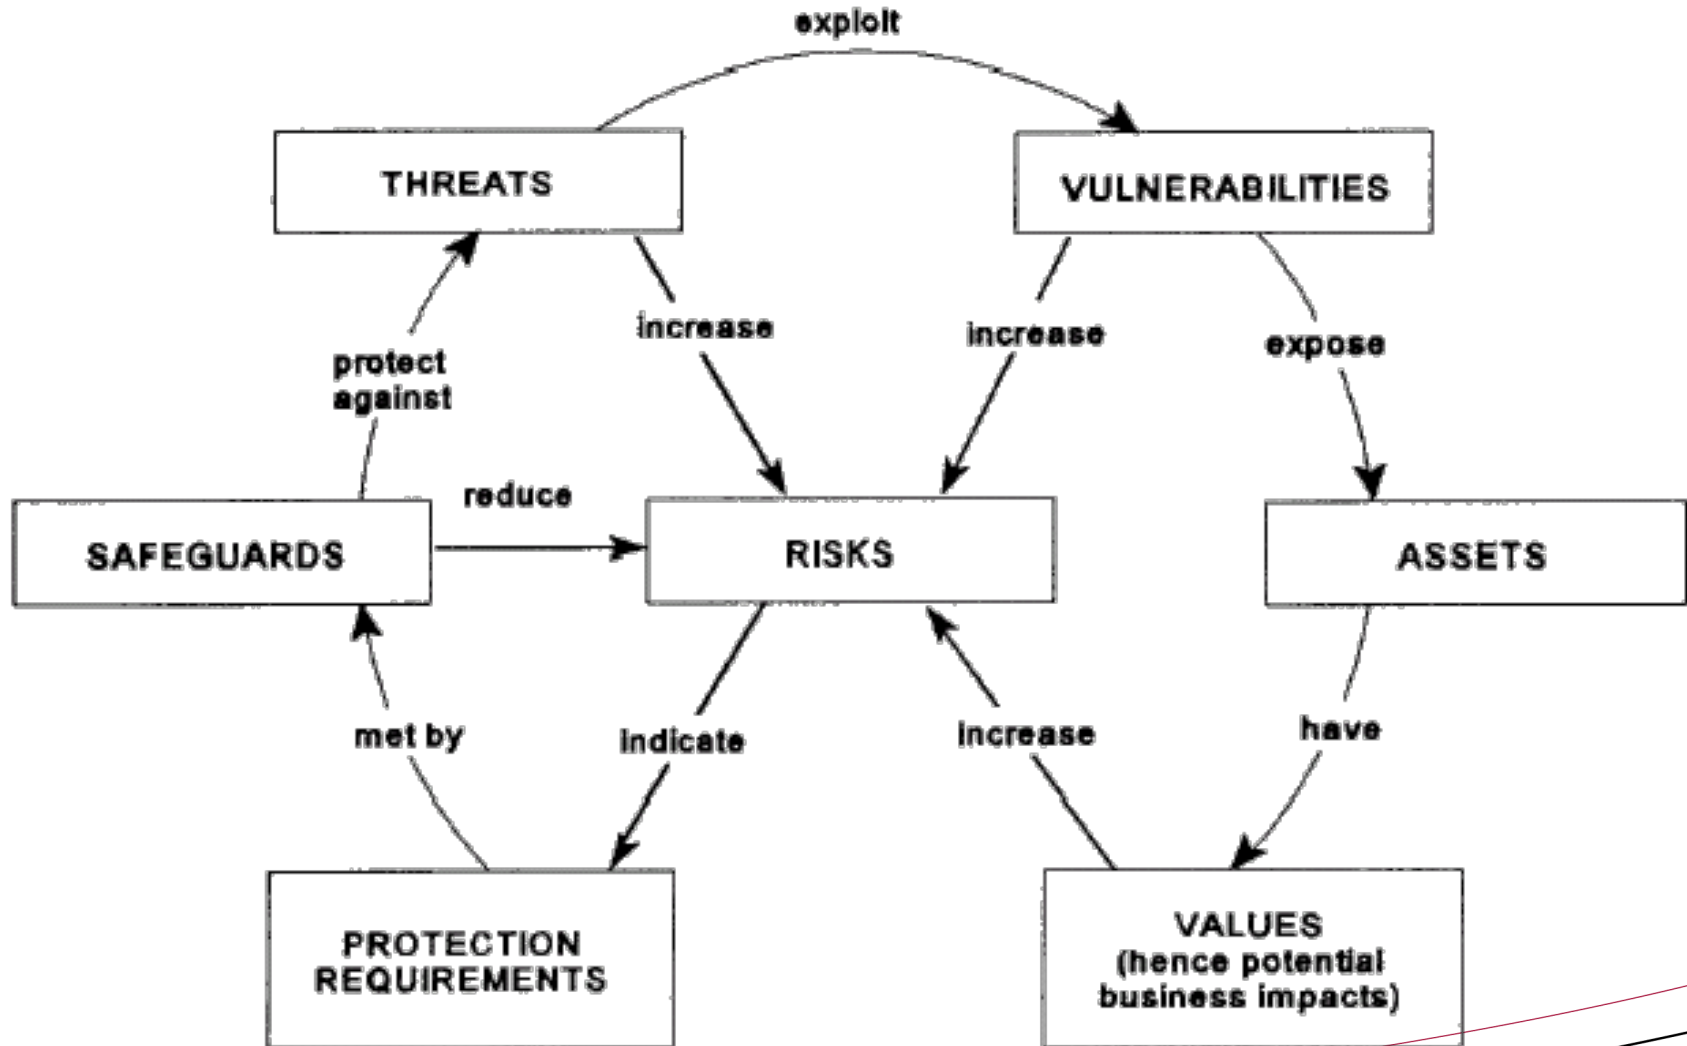 exploit
THREATS
VULNERABILITIES
increase
increase
expose
protect
against
reduce
SAFEGUARDS
RISKS
ASSETS
met by
indicate
increase
have
PROTECTION
REQUIREMENTS
VALUES
(hence potential
business impacts)